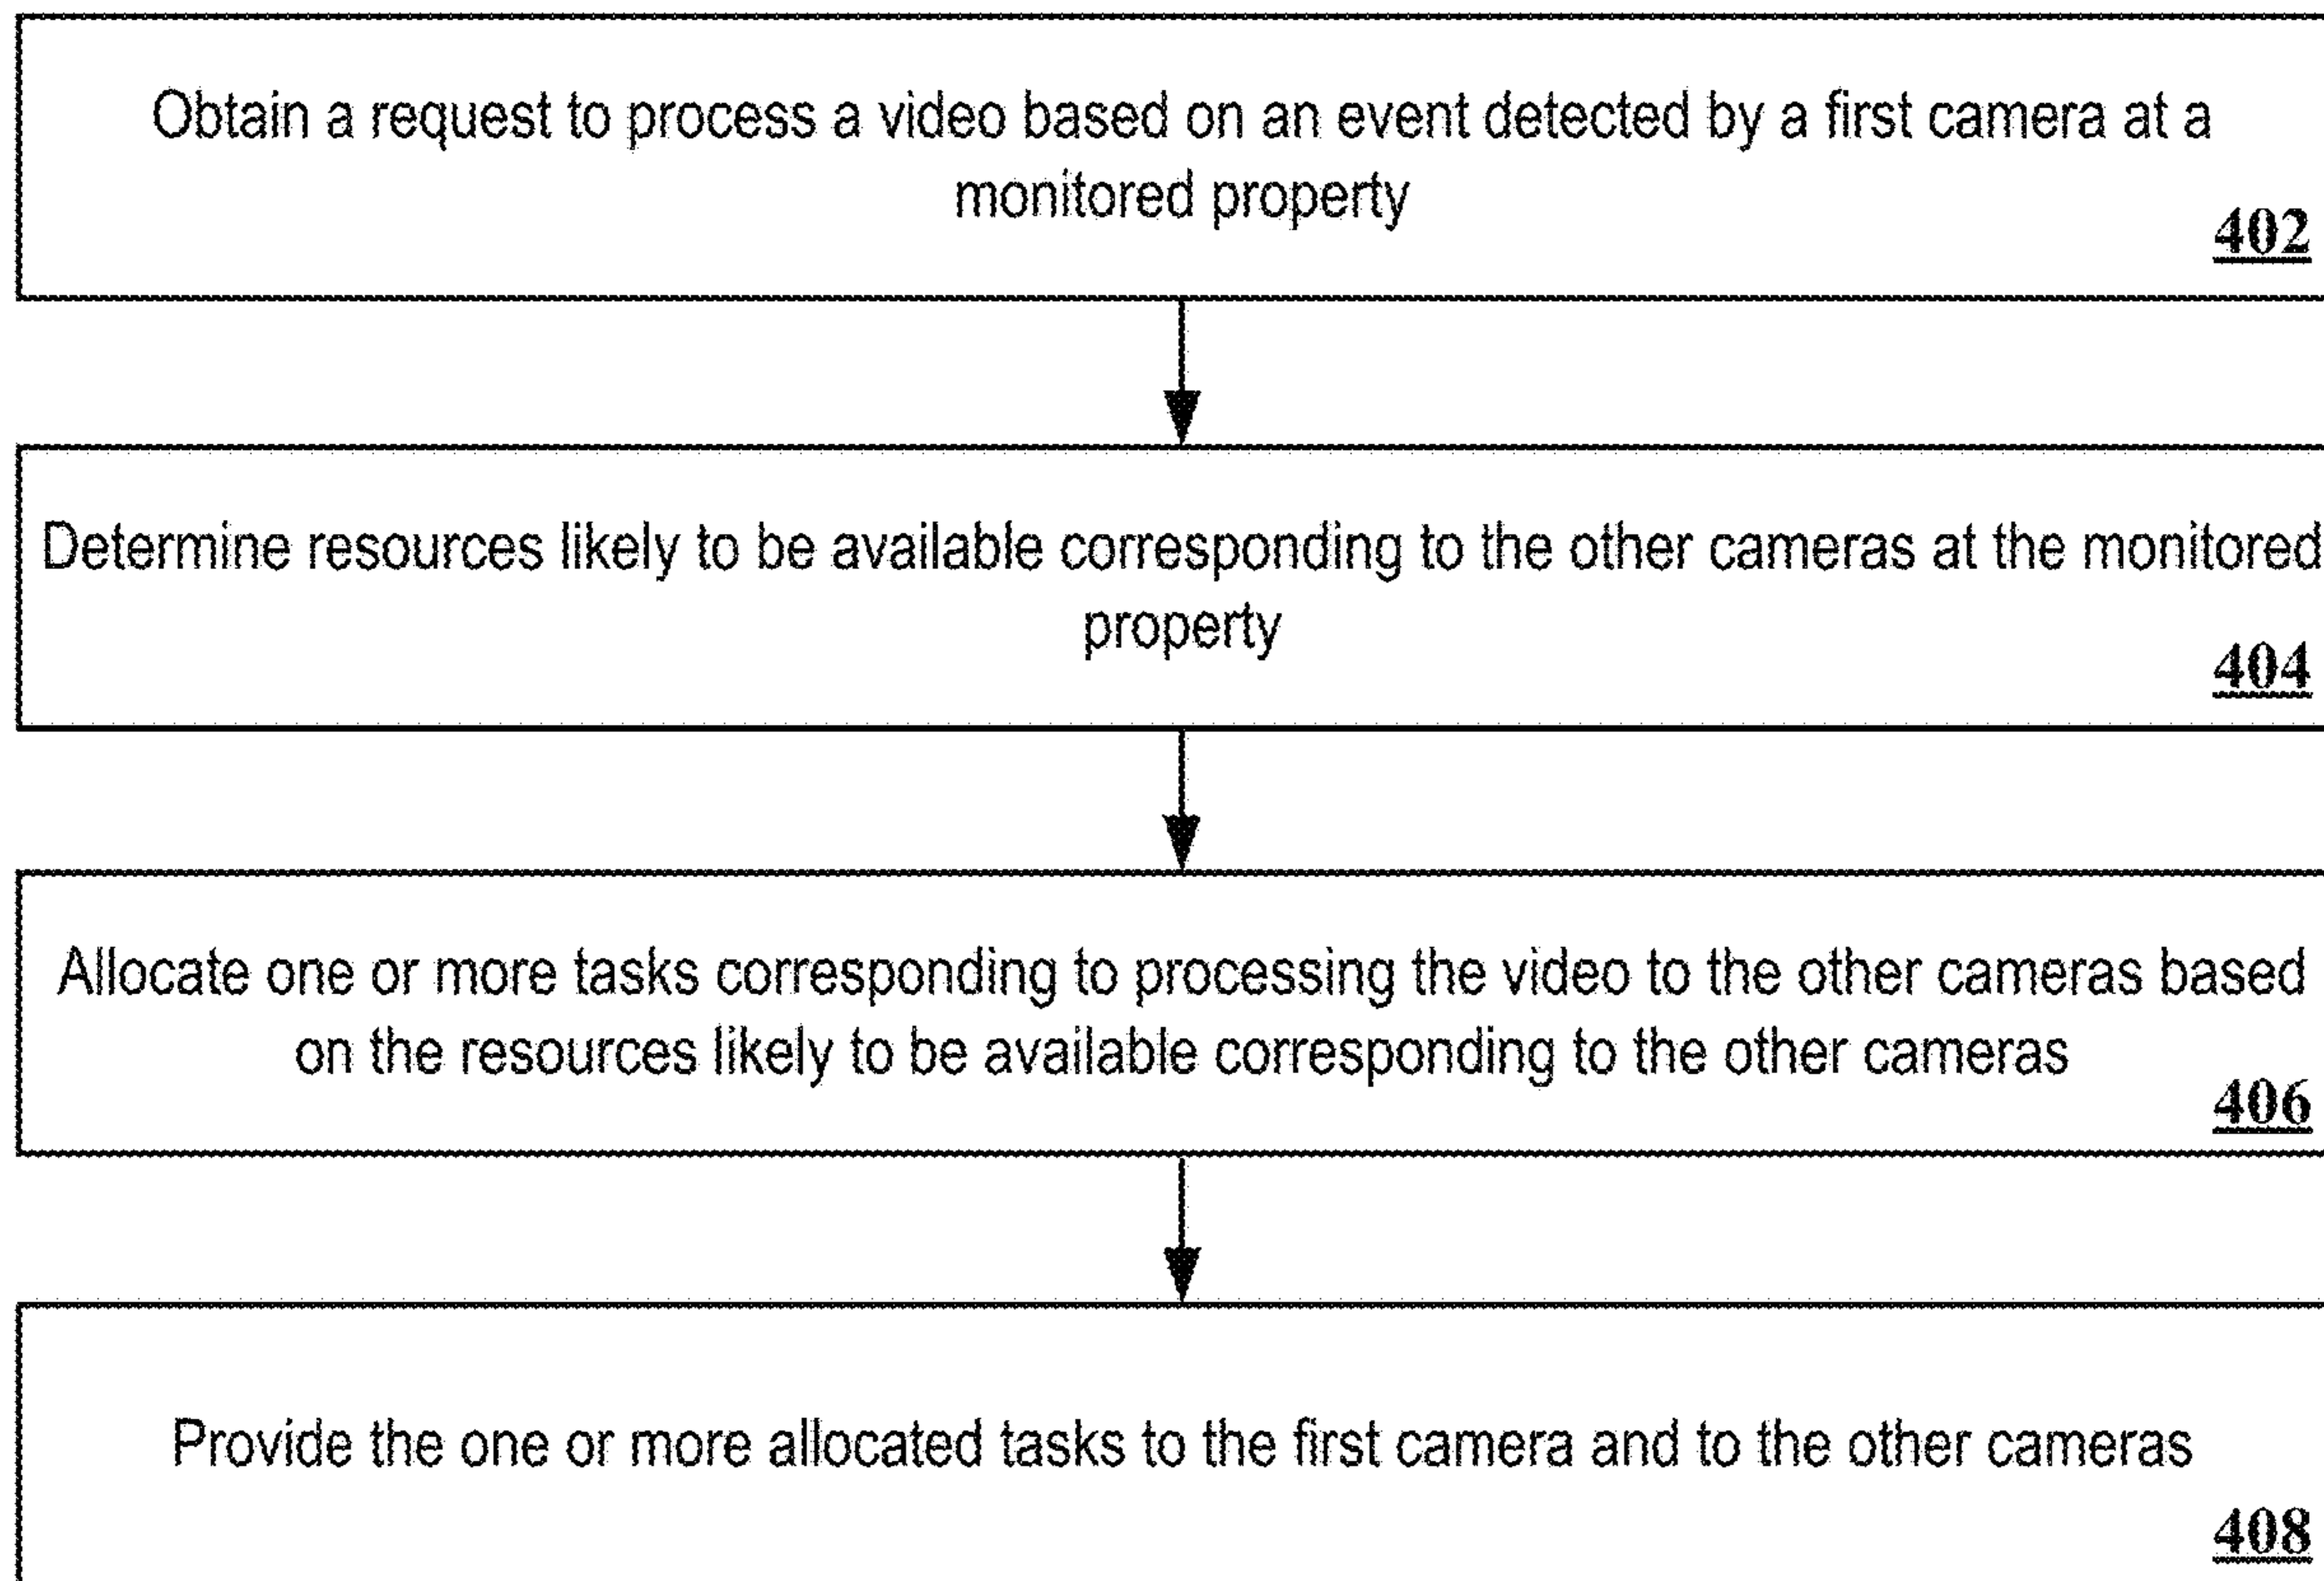 Obtain a request to process a video based on an event detected by a first camera at a
monitored property
402
Determine resources likely to be available corresponding to the other cameras at the monitored
property
404
Allocate one or more tasks corresponding to processing the video to the other cameras based
on the resources likely to be available corresponding to the other cameras
406
Provide the one or more allocated tasks to the first camera and to the other cameras
408